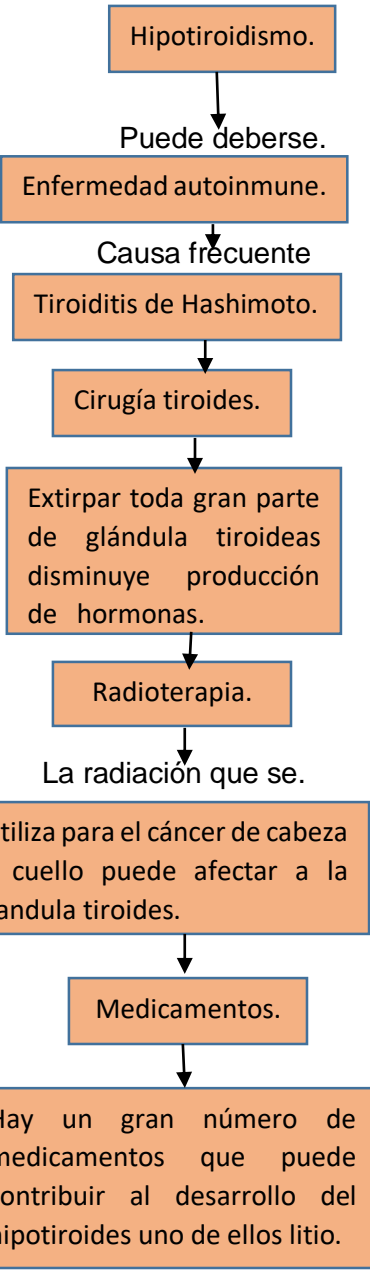 Hipotiroidismo.
Puede deberse.
Enfermedad autoinmune.
Causa frecuente
Tiroiditis de Hashimoto.
Cirugía tiroides.
Extirpar toda gran parte
de glándula tiroideas
disminuye producción
de hormonas.
Radioterapia.
La radiación que se.
tiliza para el cáncer de cabeza
cuello puede afectar a la
andula tiroides.
Medicamentos.
Hay un gran número de
medicamentos que puede
contribuir al desarrollo del
hipotiroides uno de ellos litio.